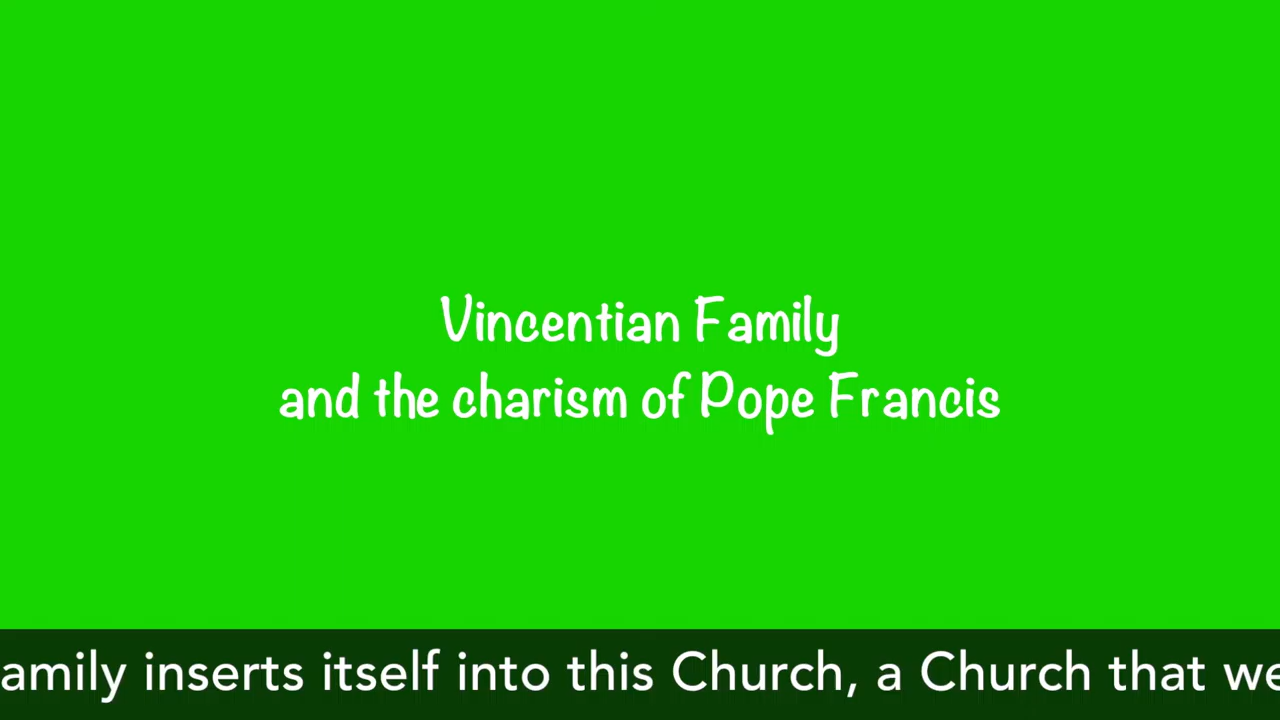 Vincentian Family
and the charism of Pope Francis
amily inserts itself into this Church, a Church that we